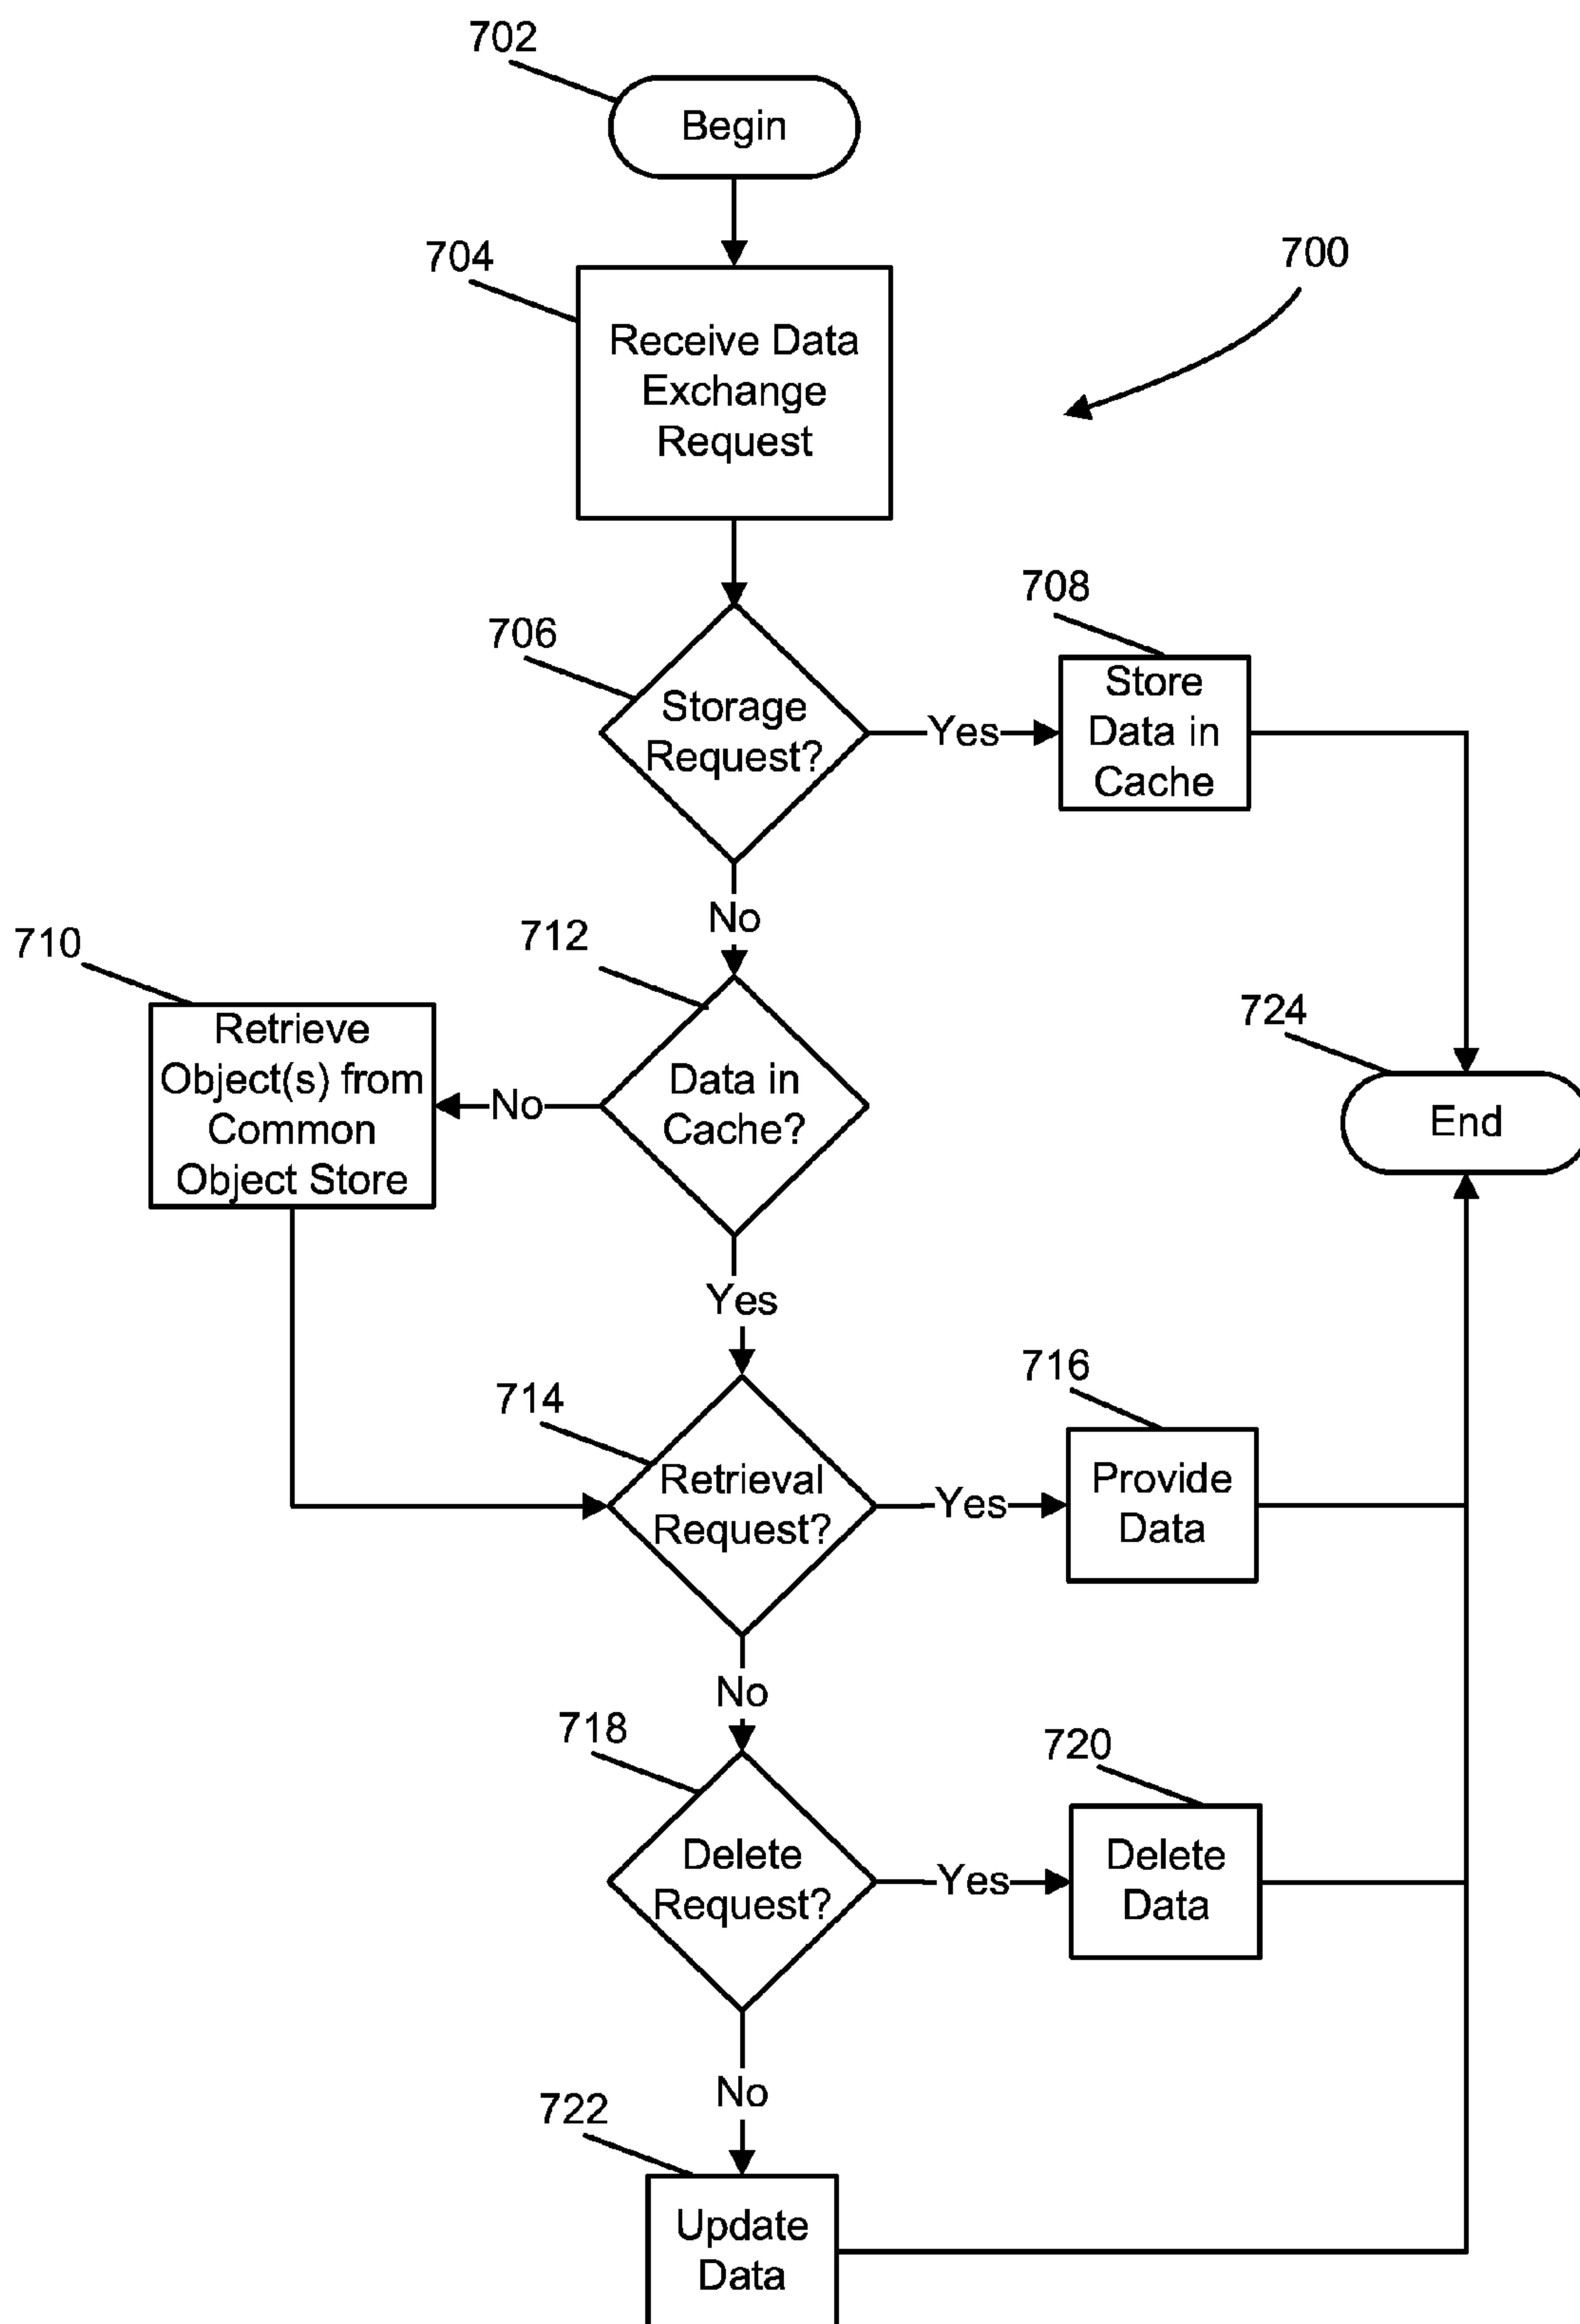 702
Begin
704
Receive Data
Exchange
Request
700
706
Storage
Request?
Yes
708
Store
Data in
Cache
No
710
Retrieve
Object(s) from
Common
Object Store
No
712
Data in
Cache?
724
End
Yes
714
Retrieval
Request?
Yes
716
Provide
Data
No
718
Delete
Request?
Yes
720
Delete
Data
No
722
Update
Data